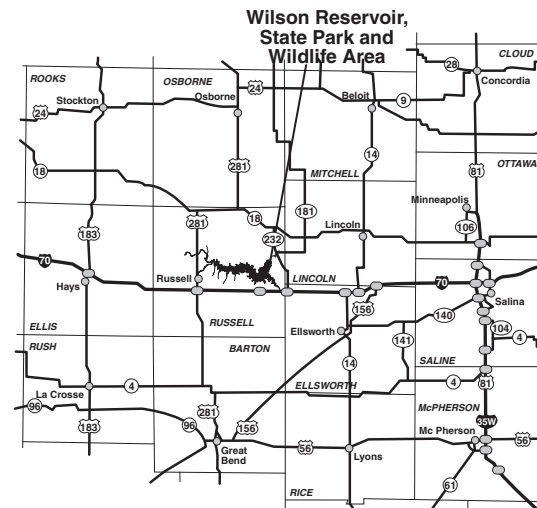 Wilson Reservoir,
State Park and
Wildlife Area
CLOUD
28
Concordia
ROOKS
OSBORNE
24
Stockton
Osborne
24
Beloit
9
281
14
81
OTTAWA
18
MITCHELL
Minneapolis
183
281
18
181
Lincoln
106
232
70
Hays
Russell
LINCOLN
70
Salina
156
140
ELLIS
RUSSELL
Ellsworth
141
104
4
RUSH
BARTON
14
SALINE
4
ELLSWORTH
4
81
La Crosse
96
281
156
McPHERSON
183
96
Great
Bend
56
Lyons
35W
Mc Pherson
56
61
RICE